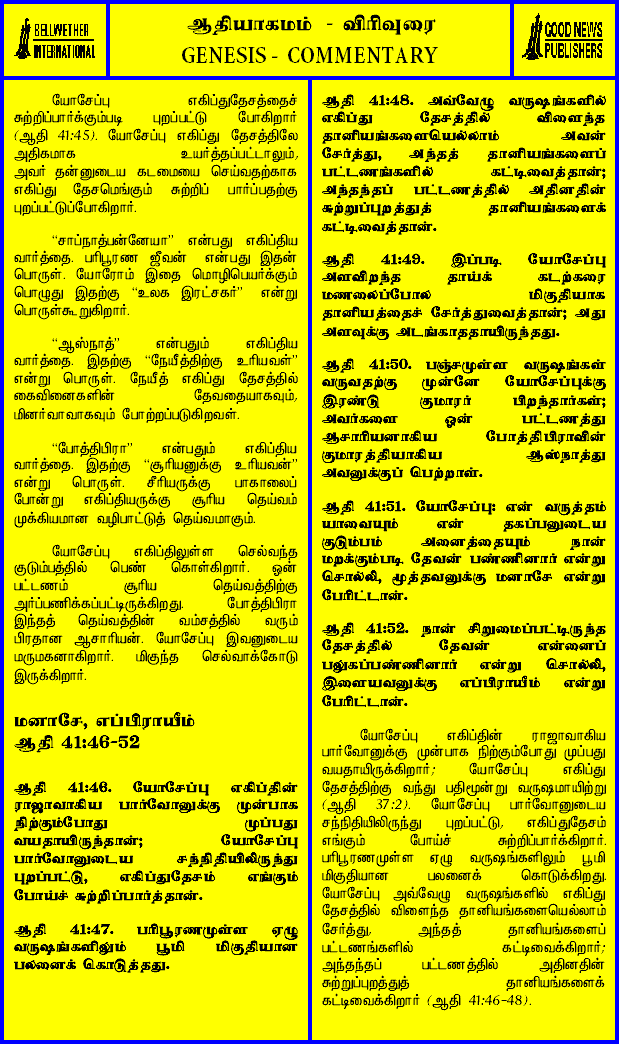 BELLWETHER
INTERNATIONAL
ஆதியாகமம் - விரிவுரை
GENESIS - COMMENTARY
GOOD NEWS
PUBLISHERS
யோசேப்பு எகிப்துதேசத்தைச்
சுற்றிப்பார்க்கும்படி புறப்பட்டு போகிறார்
(ஆதி 41:45). யோசேப்பு எகிப்து தேசத்திலே
அதிகமாக உயர்த்தப்பட்டாலும்,
அவர் தன்னுடைய கடமையை செய்வதற்காக
எகிப்து தேசமெங்கும் சுற்றிப் பார்ப்பதற்கு
புறப்பட்டுப்போகிறார்.
“சாப்நாத்பன்னேயா” என்பது எகிப்திய
வார்த்தை. பரிபூரண ஜீவன் என்பது இதன்
பொருள். யோரோம் இதை மொழிபெயர்க்கும்
பொழுது இதற்கு “உலக இரட்சகர்” என்று
பொருள்கூறுகிறார்.
“ஆஸ்நாத்” என்பதும் எகிப்திய
வார்த்தை. இதற்கு “நேயீத்திற்கு உரியவள்”
என்று பொருள். நேயீத் எகிப்து தேசத்தில்
கைவினைகளின் தேவதையாகவும்,
மினர்வாவாகவும் போற்றப்படுகிறவள்.
“போத்திபிரா” என்பதும் எகிப்திய
வார்த்தை. இதற்கு “சூரியனுக்கு உரியவன்”
என்று பொருள். சீரியருக்கு பாகாலைப்
போன்று எகிப்தியருக்கு சூரிய தெய்வம்
முக்கியமான வழிபாட்டுத் தெய்வமாகும்.
யோசேப்பு எகிப்திலுள்ள செல்வந்த
குடும்பத்தில் பெண் கொள்கிறார். ஒன்
பட்டணம் சூரிய தெய்வத்திற்கு
அர்ப்பணிக்கப்பட்டிருக்கிறது. போத்திபிரா
இந்தத் தெய்வத்தின் வம்சத்தில் வரும்
பிரதான ஆசாரியன். யோசேப்பு இவனுடைய
மருமகனாகிறார். மிகுந்த செல்வாக்கோடு
இருக்கிறார்.
மனாசே, எப்பிராயீம்
ஆதி 41:46-52
ஆதி 41:46. யோசேப்பு எகிப்தின்
ராஜாவாகிய பார்வோனுக்கு முன்பாக
நிற்கும்போது முப்பது
வயதாயிருந்தான்; யோசேப்பு
பார்வோனுடைய சந்நிதியிலிருந்து
புறப்பட்டு, எகிப்துதேசம் எங்கும்
போய்ச் சுற்றிப்பார்த்தான்.
ஆதி 41:47. பரிபூரணமுள்ள ஏழு
வருஷங்களிலும் பூமி மிகுதியான
பலனைக் கொடுத்தது.
ஆதி 41:48. அவ்வேழு வருஷங்களில்
எகிப்து தேசத்தில் விளைந்த
தானியங்களையெல்லாம் அவன்
சேர்த்து, அந்தத் தானியங்களைப்
பட்டணங்களில் கட்டிவைத்தான்;
அந்தந்தப் பட்டணத்தில் அதினதின்
சுற்றுப்புறத்துத் தானியங்களைக்
கட்டிவைத்தான்.
ஆதி 41:49. இப்படி யோசேப்பு
அளவிறந்த தாய்க் கடற்கரை
மணலைப்போல மிகுதியாக
தானியத்தைச் சேர்த்துவைத்தான்; அது
அளவுக்கு அடங்காததாயிருந்தது.
ஆதி 41:50. பஞ்சமுள்ள வருஷங்கள்
வருவதற்கு முன்னே யோசேப்புக்கு
இரண்டு குமாரர் பிறந்தார்கள்;
அவர்களை ஓன் பட்டணத்து
ஆசாரியனாகிய போத்திபிராவின்
குமாரத்தியாகிய ஆஸ்நாத்து
அவனுக்குப் பெற்றாள்.
ஆதி 41:51. யோசேப்பு: என் வருத்தம்
யாவையும் என் தகப்பனுடைய
குடும்பம் அனைத்தையும் நான்
மறக்கும்படி தேவன் பண்ணினார் என்று
சொல்லி, மூத்தவனுக்கு மனாசே என்று
பேரிட்டான்.
ஆதி 41:52. நான் சிறுமைப்பட்டிருந்த
தேசத்தில் தேவன் என்னைப்
பலுகப்பண்ணினார் என்று சொல்லி,
இளையவனுக்கு எப்பிராயீம் என்று
பேரிட்டான்.
யோசேப்பு எகிப்தின் ராஜாவாகிய
பார்வோனுக்கு முன்பாக நிற்கும்போது முப்பது
வயதாயிருக்கிறார்; யோசேப்பு எகிப்து
தேசத்திற்கு வந்து பதிமூன்று வருஷமாயிற்று
(ஆதி 37:2). யோசேப்பு பார்வோனுடைய
சந்நிதியிலிருந்து புறப்பட்டு, எகிப்துதேசம்
எங்கும் போய்ச் சுற்றிப்பார்க்கிறார்.
பரிபூரணமுள்ள ஏழு வருஷங்களிலும் பூமி
மிகுதியான பலனைக் கொடுக்கிறது.
யோசேப்பு அவ்வேழு வருஷங்களில் எகிப்து
தேசத்தில் விளைந்த தானியங்களையெல்லாம்
சேர்த்து, அந்தத் தானியங்களைப்
பட்டணங்களில் கட்டிவைக்கிறார்;
அந்தந்தப் பட்டணத்தில் அதினதின்
சுற்றுப்புறத்துத் தானியங்களைக்
கட்டிவைக்கிறார் (ஆதி 41:46-48).